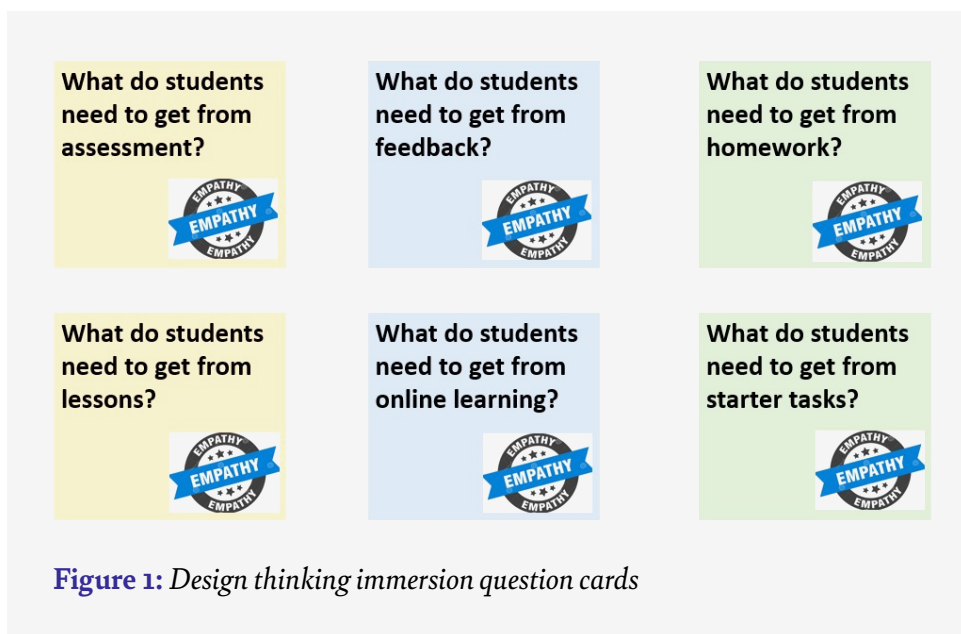 What do students
need to get from
assessment?
EMPATHY
EMPATHY
EMPATHY
What do students
need to get from
feedback?
EMPATHY
EMPATHY
EMPATHY
What do students
need to get from
homework?
EMPATHY
EMPATHY
EMPATHY
What do students
need to get from
lessons?
EMPATHY
EMPATHY
EMPATHY
What do students
need to get from
online learning?
EMPATHY
EMPATHY
EMPATHY
What do students
need to get from
starter tasks?
EMPATHY
EMPATHY
EMPATHY
Figure 1: Design thinking immersion question cards